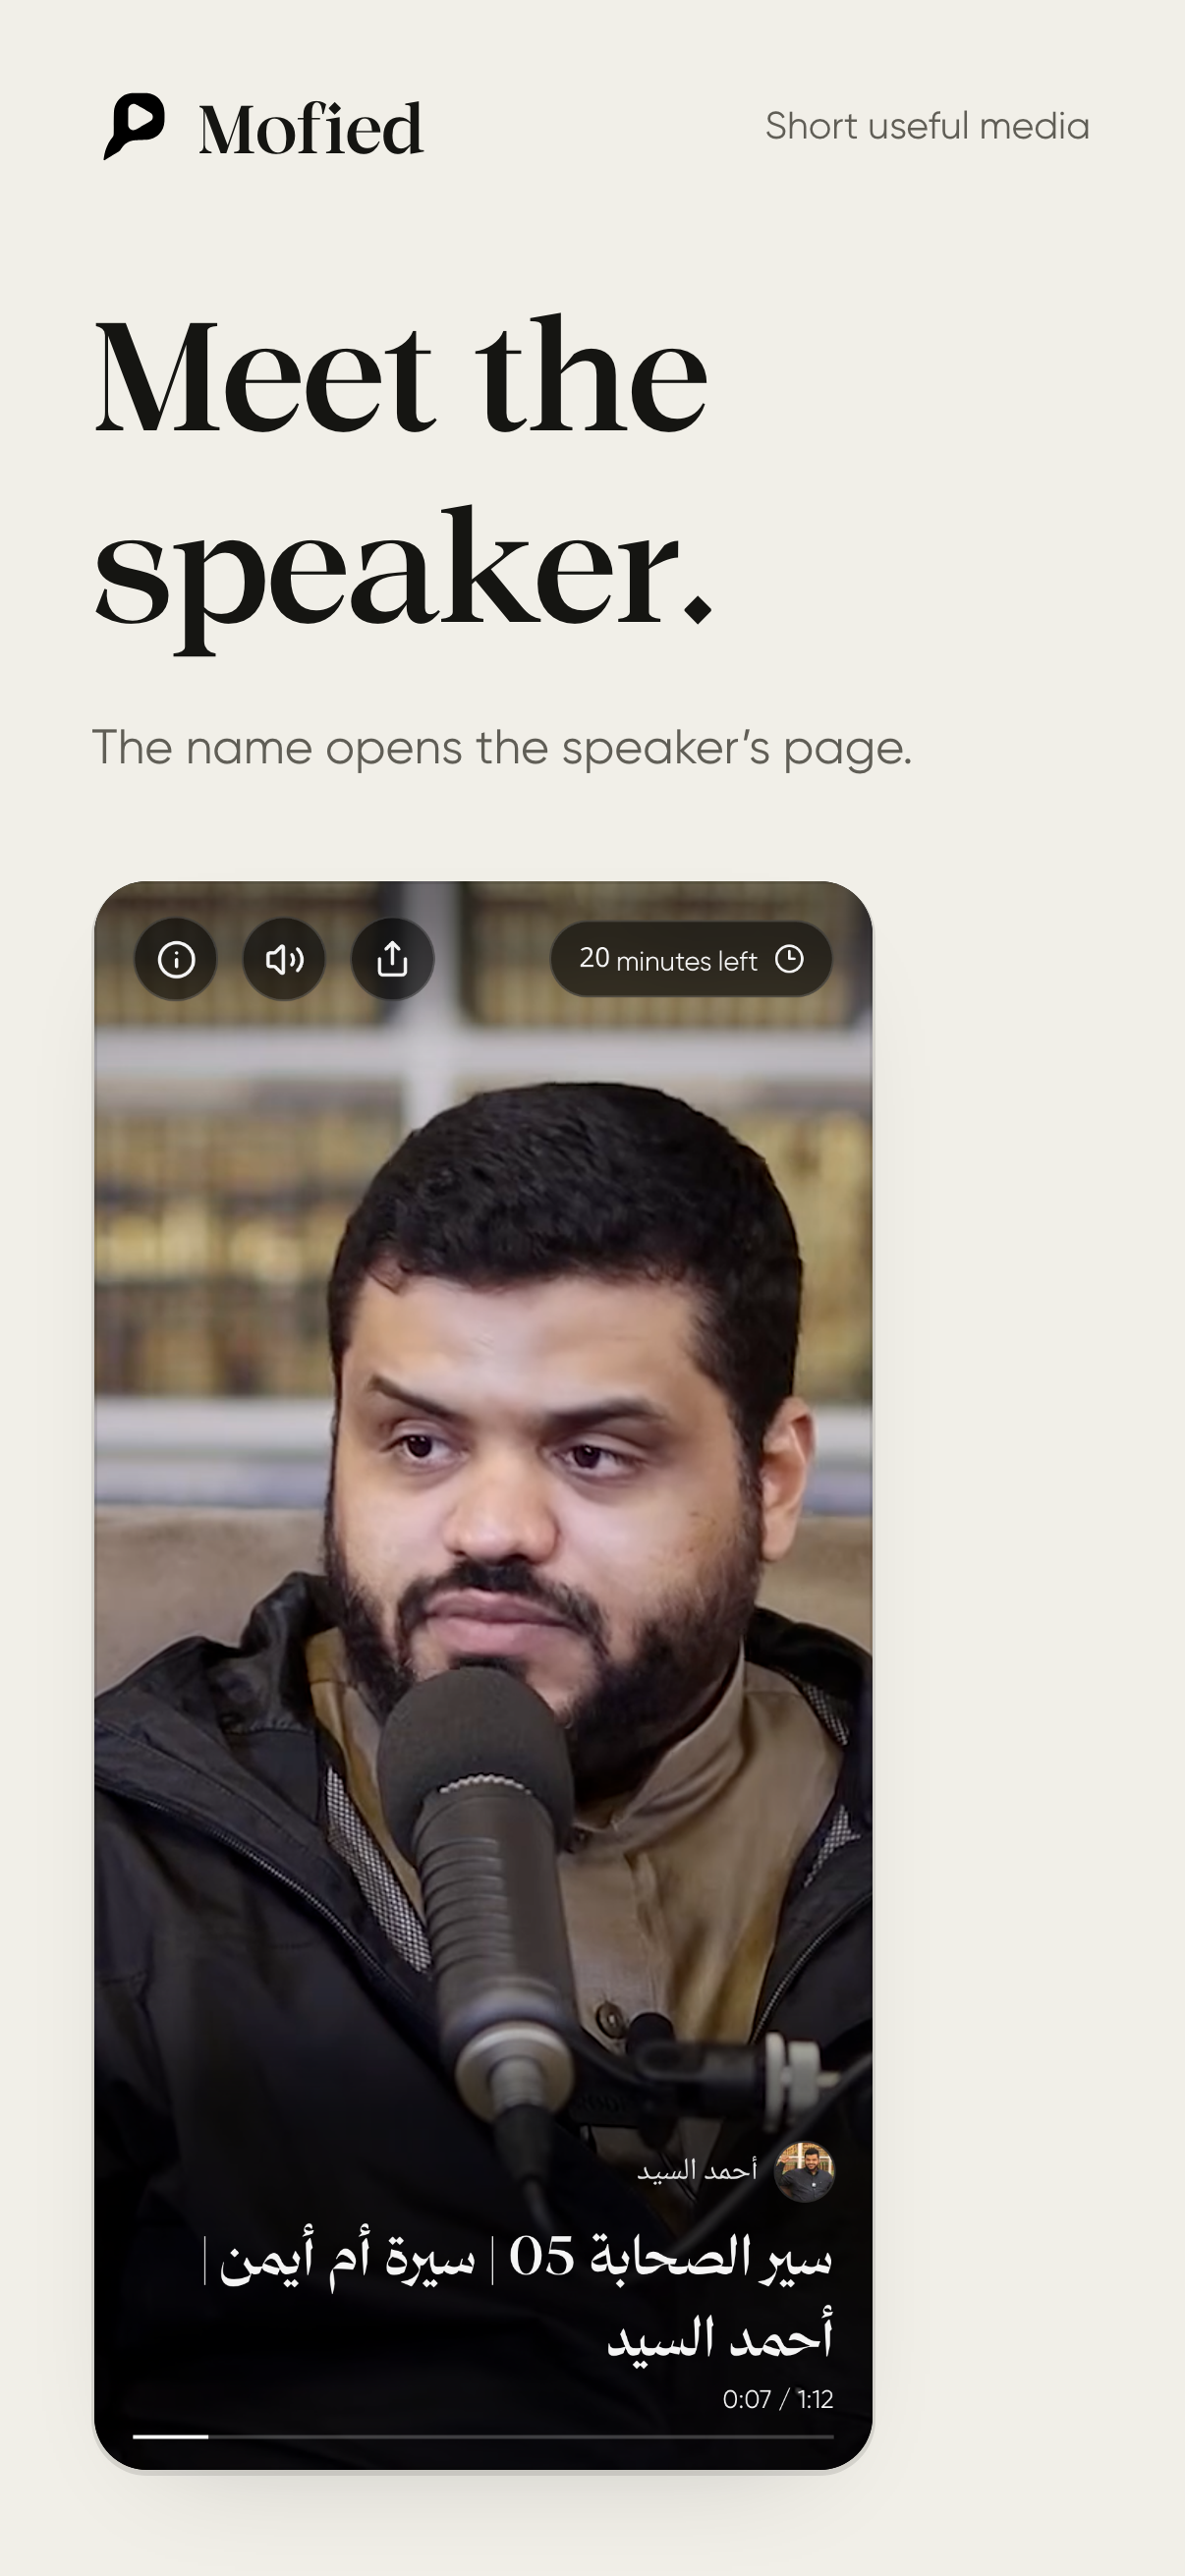 Mofied
Short useful media
Meet the
speaker.
The name opens the speaker’s page.
20 minutes left
أحمد السيد
سير الصحابة 05 | سيرة أم أيمن |
أحمد السيد
0:07 / 1:12